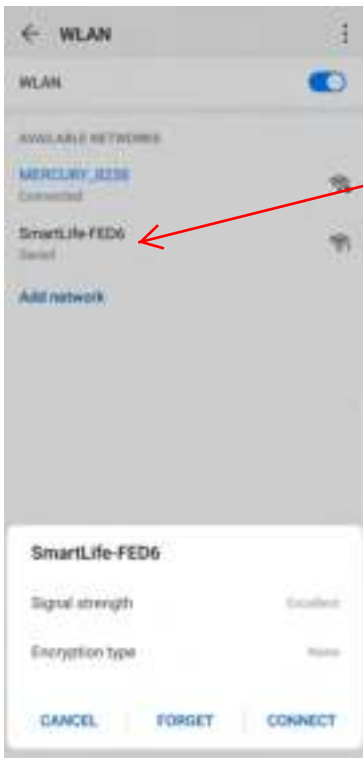 WLAN
WLAN
AVAILABLE NETWORKS
Connected
SmartLife-FED6
Saved
Add network
SmartLife-FED6
Signal strength
Excellent
Encryption type
None
CANCEL FORGET CONNECT